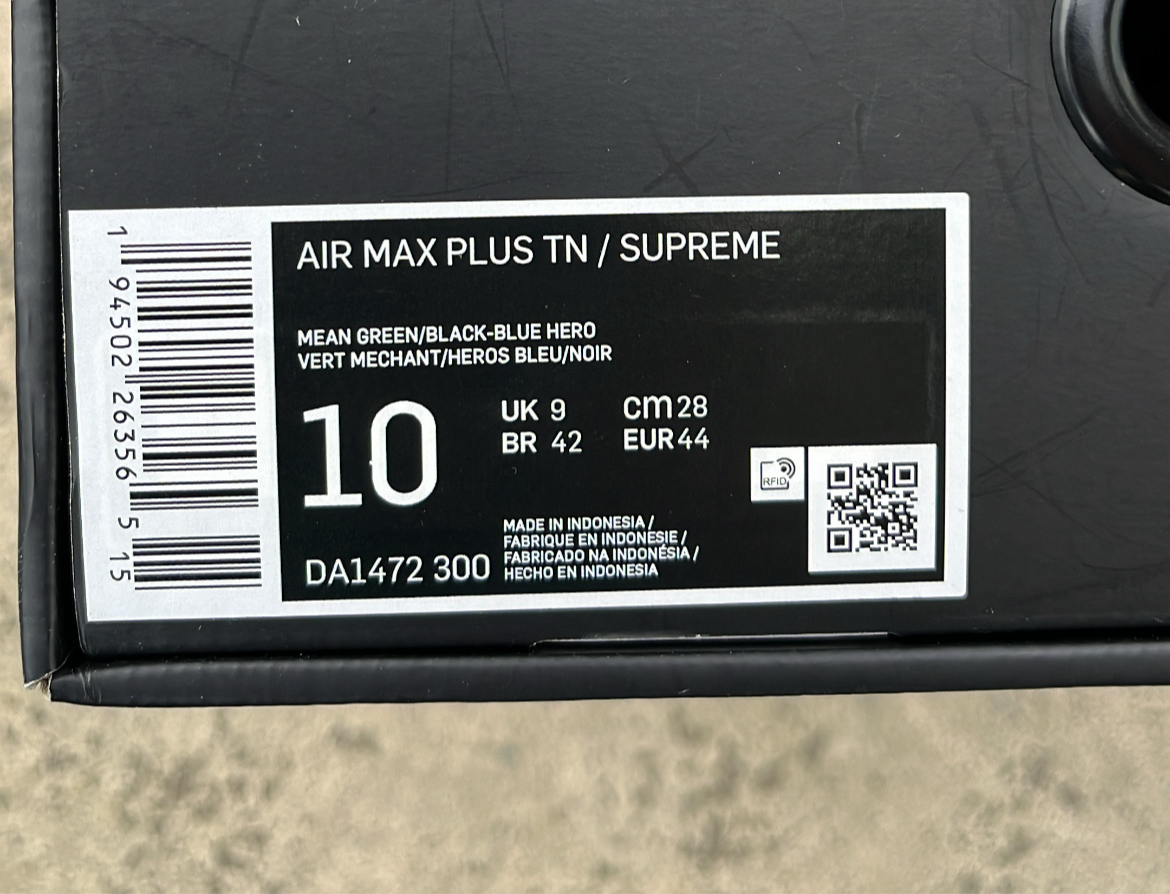 AIR MAX PLUS TN / SUPREME
MEAN GREEN/BLACK-BLUE HERO
VERT MECHANT/HEROS BLEU/NOIR
10
UK 9
cm 28
BR 42
EUR 44
RFID
MADE IN INDONESIA /
FABRIQUE EN INDONESIE /
FABRICADO NA INDONÉSIA /
HECHO EN INDONESIA
DA1472 300
1 94502 26356 5 15